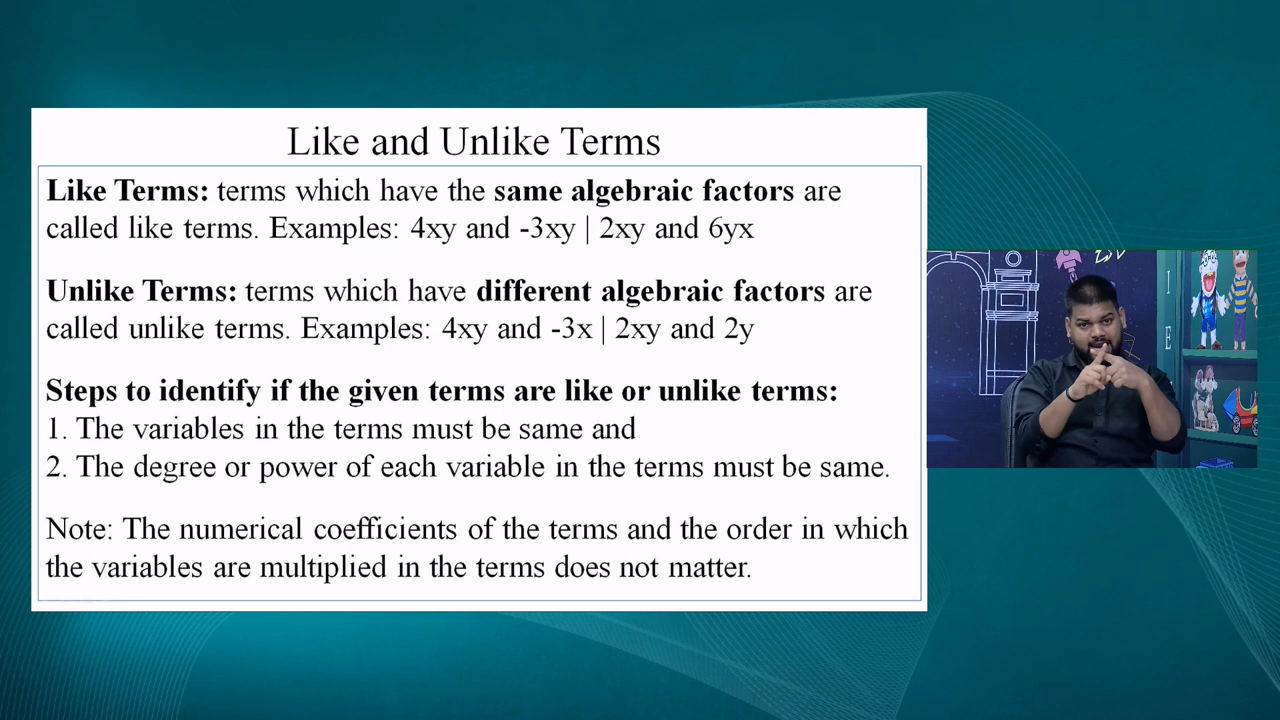 Like and Unlike Terms
Like Terms: terms which have the same algebraic factors are
called like terms. Examples: 4xy and -3xy | 2xy and 6yx
Unlike Terms: terms which have different algebraic factors are
called unlike terms. Examples: 4xy and -3x | 2xy and 2y
Steps to identify if the given terms are like or unlike terms:
1. The variables in the terms must be same and
2. The degree or power of each variable in the terms must be same.
Note: The numerical coefficients of the terms and the order in which
the variables are multiplied in the terms does not matter.
I
E